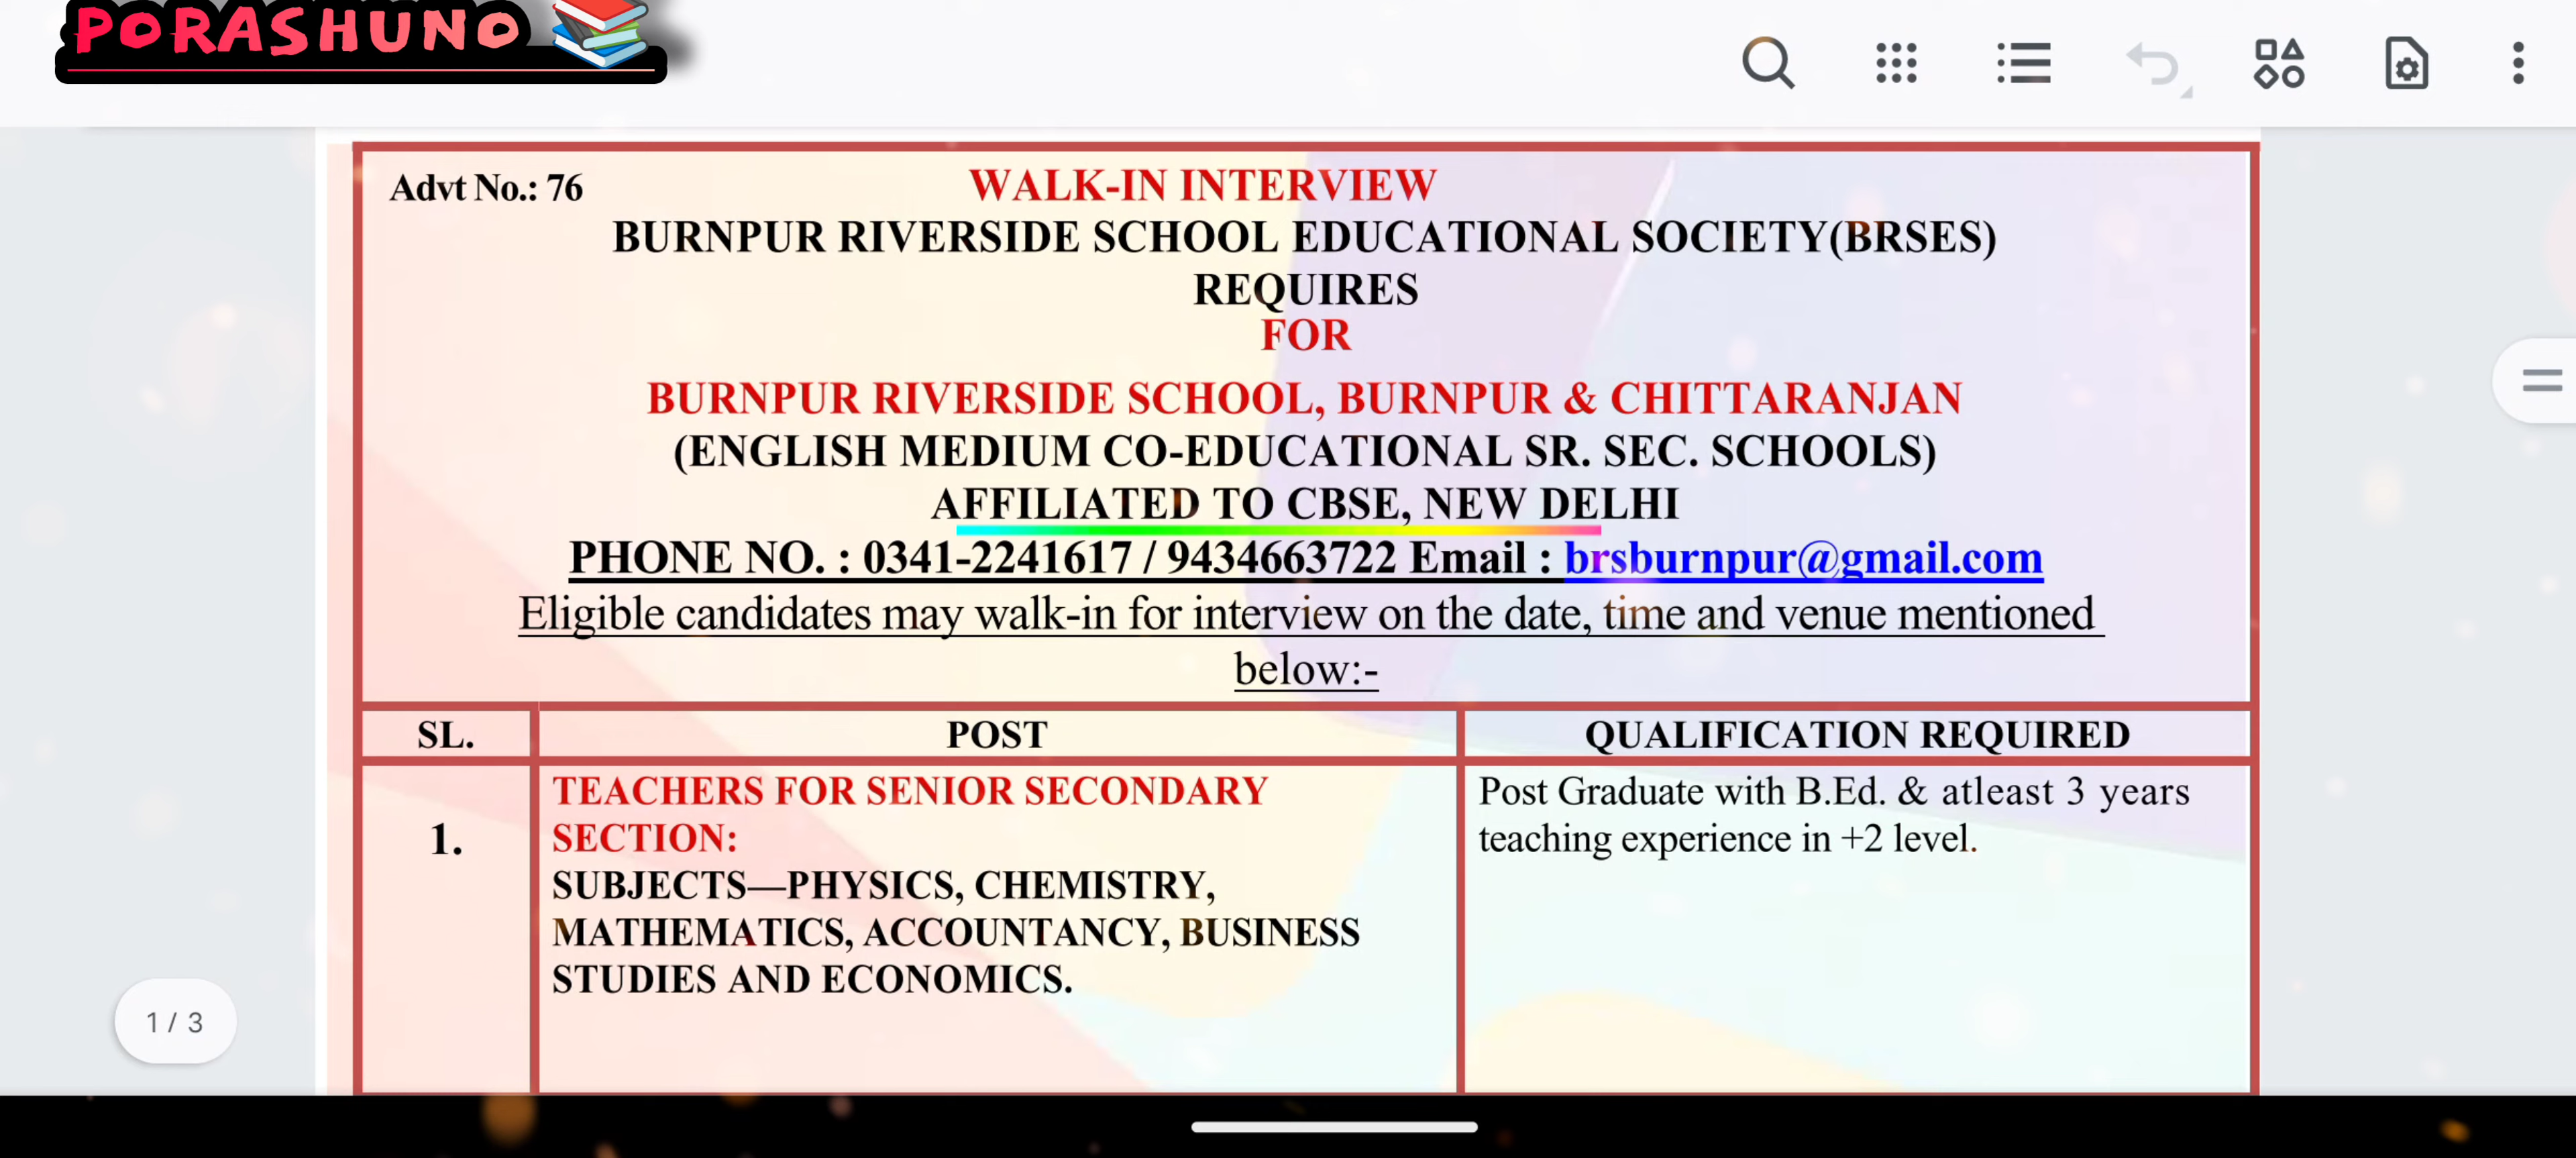 PORASHUNO
Advt No.: 76
WALK-IN INTERVIEW
BURNPUR RIVERSIDE SCHOOL EDUCATIONAL SOCIETY(BRSES)
REQUIRES
FOR
BURNPUR RIVERSIDE SCHOOL, BURNPUR & CHITTARANJAN
(ENGLISH MEDIUM CO-EDUCATIONAL SR. SEC. SCHOOLS)
AFFILIATED TO CBSE, NEW DELHI
PHONE NO. : 0341-2241617 / 9434663722 Email : brsburnpur@gmail.com
Eligible candidates may walk-in for interview on the date, time and venue mentioned
below:-
SL.
POST
QUALIFICATION REQUIRED
1.
TEACHERS FOR SENIOR SECONDARY
SECTION:
SUBJECTS—PHYSICS, CHEMISTRY,
MATHEMATICS, ACCOUNTANCY, BUSINESS
STUDIES AND ECONOMICS.
Post Graduate with B.Ed. & atleast 3 years
teaching experience in +2 level.
1 / 3